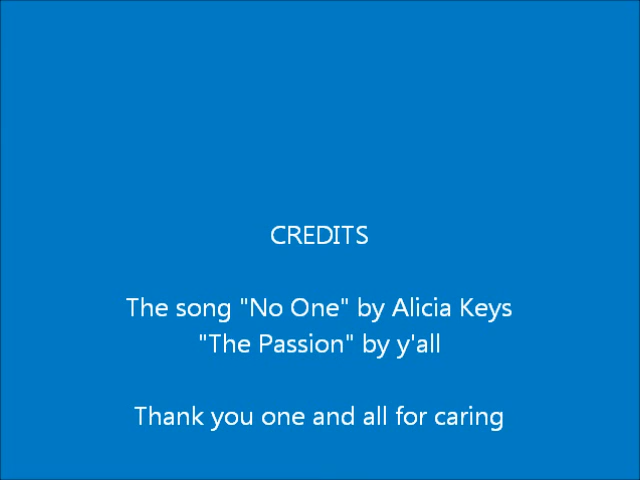 CREDITS
The song "No One" by Alicia Keys
"The Passion" by y'all
Thank you one and all for caring